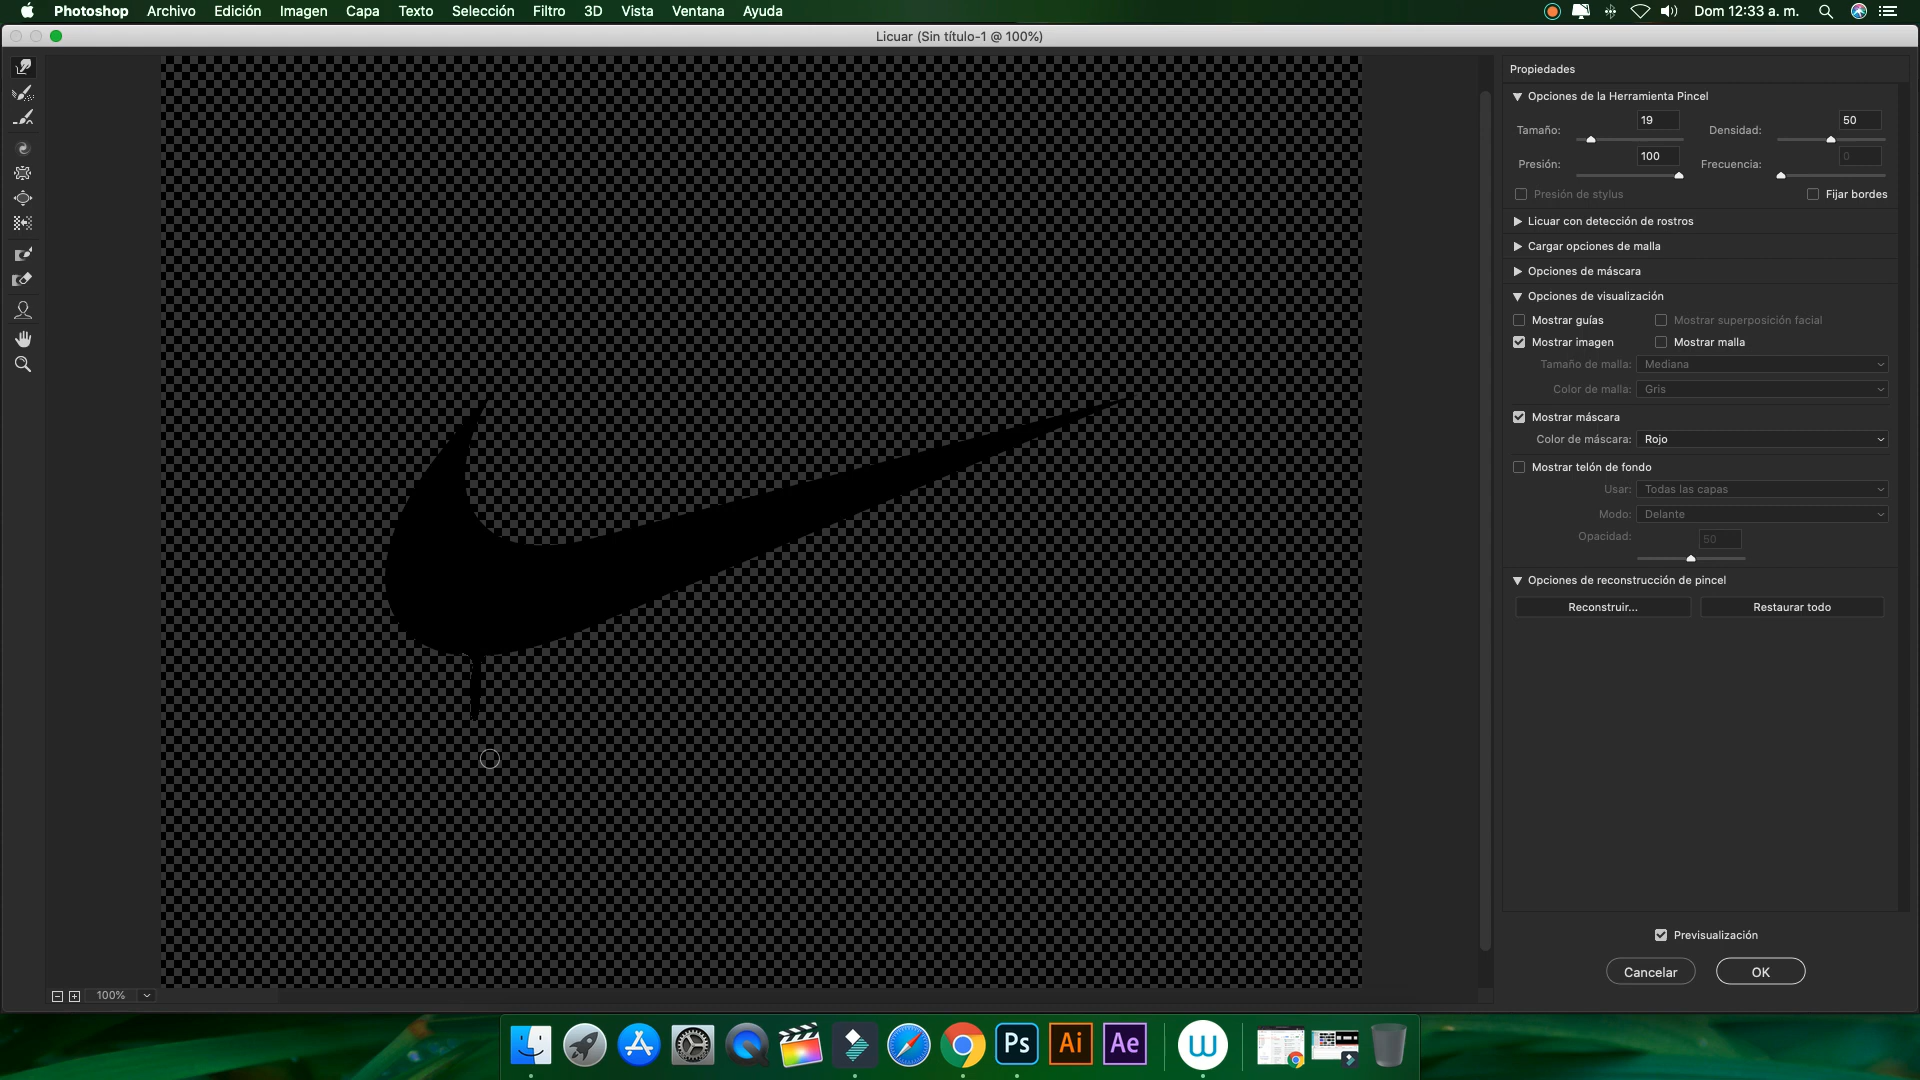 Photoshop Archivo Edición Imagen Capa Texto Selección Filtro 3D Vista Ventana Ayuda Dom 12:33 a. m.
Licuar (Sin título-1 @ 100%)
Propiedades
Opciones de la Herramienta Pincel
Tamaño: 19 Densidad: 50
Presión: 100 Frecuencia: 0
Presión de stylus Fijar bordes
Licuar con detección de rostros
Cargar opciones de malla
Opciones de máscara
Opciones de visualización
Mostrar guías Mostrar superposición facial
Mostrar imagen Mostrar malla
Tamaño de malla: Mediana
Color de malla: Gris
Mostrar máscara
Color de máscara: Rojo
Mostrar telón de fondo
Usar: Todas las capas
Modo: Delante
Opacidad: 50
Opciones de reconstrucción de pincel
Reconstruir... Restaurar todo
Previsualización
Cancelar OK
100%
Ps Ai Ae